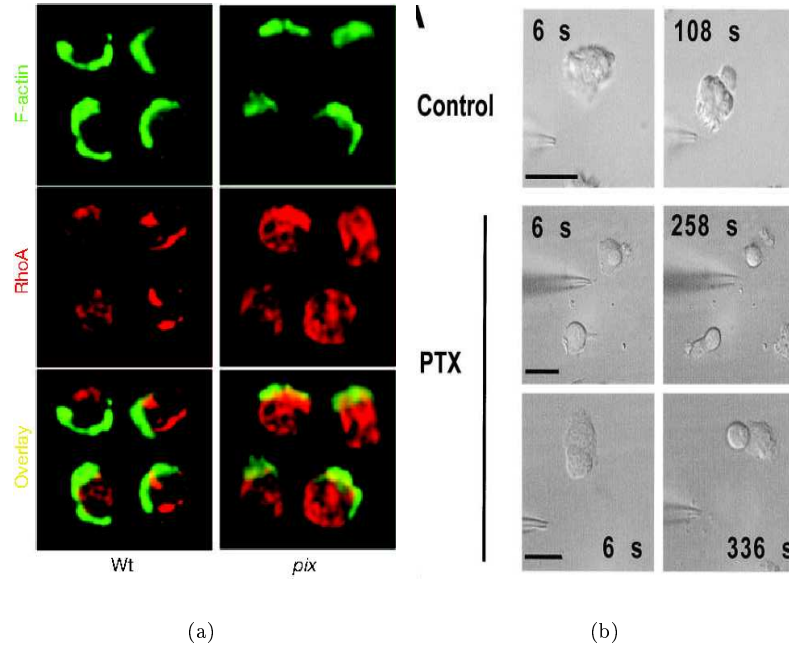 F-actin
RhoA
Overlay
Wt
pix
(a)
Control
6 s
108 s
PTX
6 s
258 s
6 s
336 s
(b)